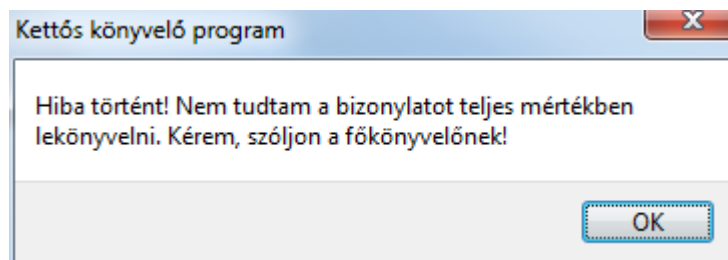 Kettős könyvelő program
Hiba történt! Nem tudtam a bizonylatot teljes mértékben
lekönyvelni. Kérem, szóljon a főkönyvelőnek!
OK